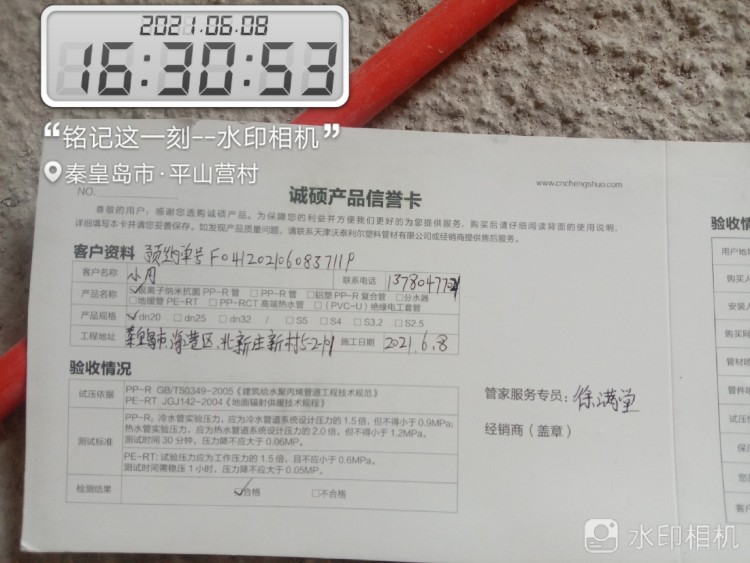 2021.06.08
16:30:53
“铭记这一刻--水印相机”
秦皇岛市·平山营村
www.cnchengshuo.com
NO.
诚硕产品信誉卡
尊敬的用户，感谢您选购诚硕产品。为保障您的利益并方便我们更好的为您提供服务，购买后请仔细阅读背面的使用说明，
详细填写本卡并请您妥善保存。如发现产品质量问题，请联系天津沃泰利尔塑料管材有限公司或经销商提供售后服务。
客户资料 预约单号F0412021060837119
客户名称 联系电话
产品名称 ☑银离子纳米抗菌PP-R管 □PP-R管 □铝塑PP-R复合管 □分水器
□地暖管PE-RT □PP-RCT高端热水管 □(PVC-U)绝缘电工套管
产品规格 ☑dn20 □dn25 □dn32 / □S5 □S4 □S3.2 □S2.5
工程地址 秦皇岛市,海港区,北新庄新村 施工日期 2021.6.8
验收情况
试压依据 PP-R GB/T50349-2005《建筑给水聚丙烯管道工程技术规范》
PE-RT JGJ142-2004《地面辐射供暖技术规程》
测试标准 PP-R：冷水管实验压力，应为冷水管道系统设计压力的1.5倍，但不得小于0.9MPa；
热水管实验压力，应为热水管道系统设计压力的2.0倍，但不得小于1.2MPa。
测试时间30分钟，压力降不应大于0.06MP。
PE-RT：试验压力应为工作压力的1.5倍，且不应小于0.6MPa。
测试时间需稳压1小时，压力降不应大于0.05MP。
检测结果 ☑合格 □不合格
管家服务专员：徐满堂
经销商（盖章）
验收情
用户地
购买人
安装人
购买网
管材质
管件质
试压
保
您
客户
水印相机